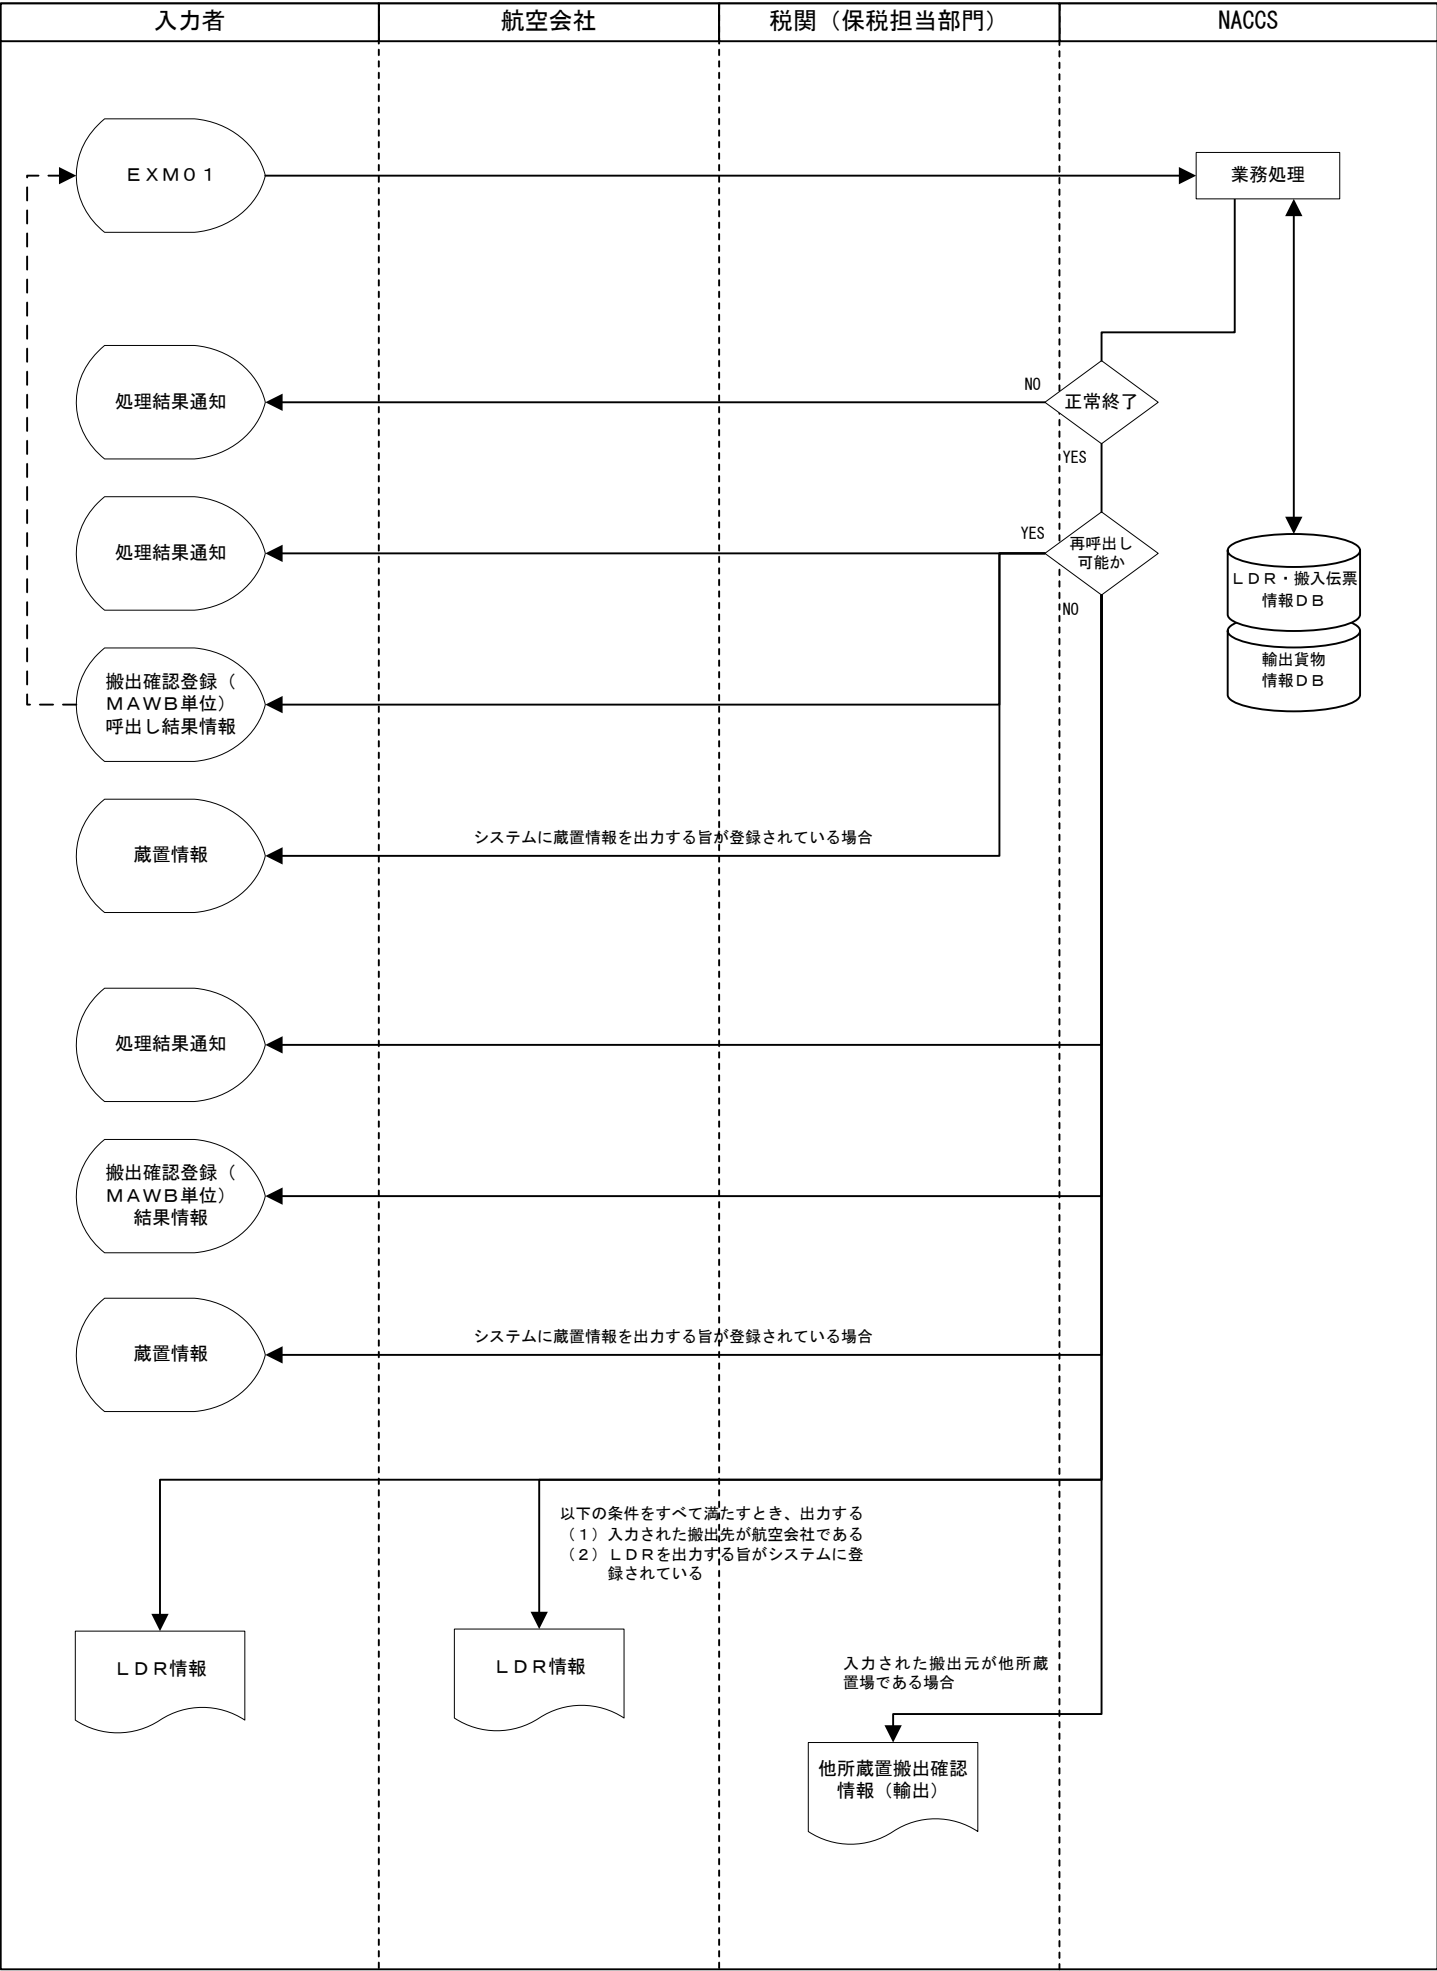 入力者
航空会社
税関（保税担当部門）
NACCS
ＥＸＭ０１
業務処理
処理結果通知
NO
正常終了
YES
処理結果通知
YES
再呼出し
可能か
NO
ＬＤＲ・搬入伝票
情報ＤＢ
輸出貨物
情報ＤＢ
搬出確認登録（
ＭＡＷＢ単位）
呼出し結果情報
蔵置情報
システムに蔵置情報を出力する旨が登録されている場合
処理結果通知
搬出確認登録（
ＭＡＷＢ単位）
結果情報
蔵置情報
システムに蔵置情報を出力する旨が登録されている場合
以下の条件をすべて満たすとき、出力する
（１）入力された搬出先が航空会社である
（２）ＬＤＲを出力する旨がシステムに登
録されている
ＬＤＲ情報
ＬＤＲ情報
入力された搬出元が他所蔵
置場である場合
他所蔵置搬出確認
情報（輸出）